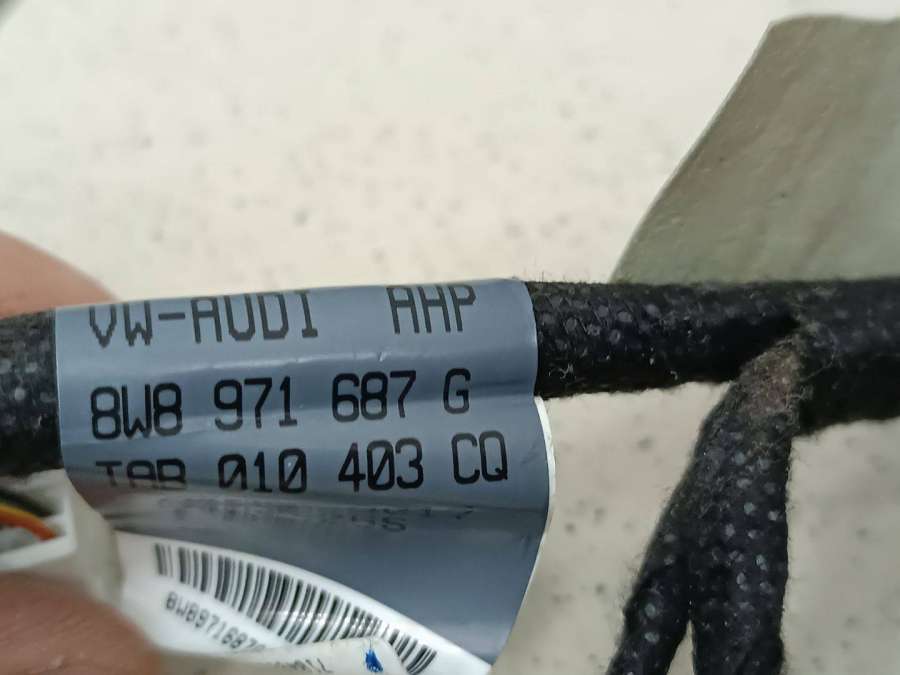 VW-AUDI AHP
8W8 971 687 G
TAB 010 403 CQ